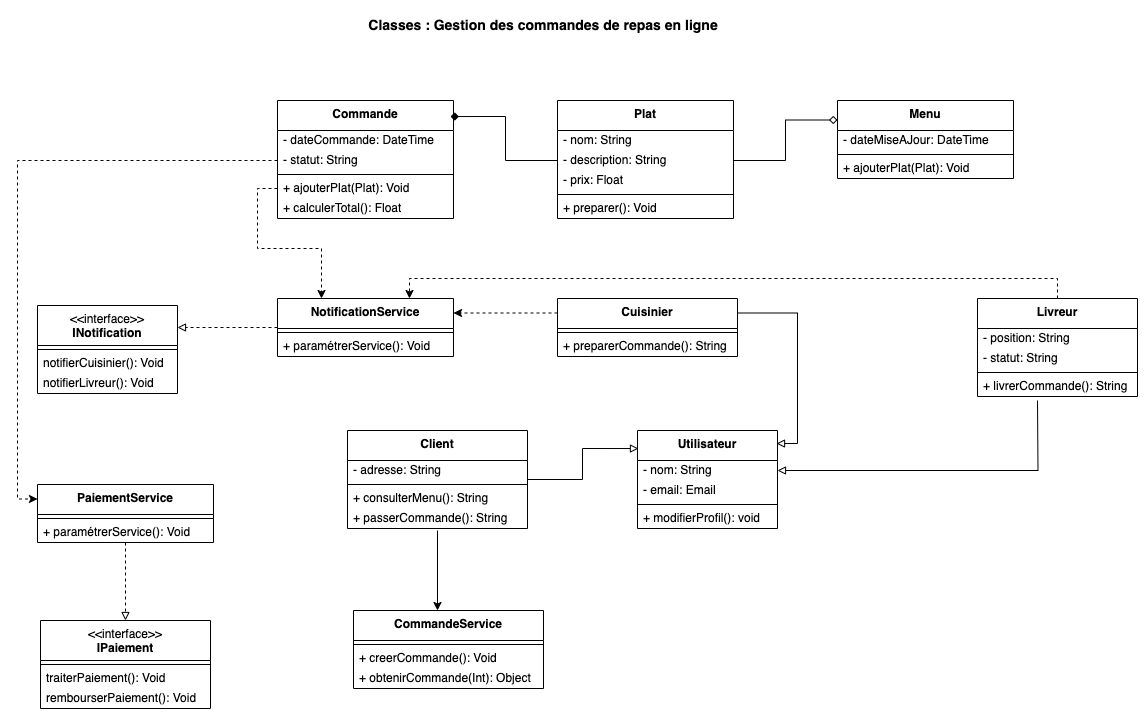 Classes : Gestion des commandes de repas en ligne
Commande
- dateCommande: DateTime
- statut: String
+ ajouterPlat(Plat): Void
+ calculerTotal(): Float
Plat
- nom: String
- description: String
- prix: Float
+ preparer(): Void
Menu
- dateMiseAJour: DateTime
+ ajouterPlat(Plat): Void
<<interface>>
INotification
notifierCuisinier(): Void
notifierLivreur(): Void
NotificationService
+ paramétrerService(): Void
Cuisinier
+ preparerCommande(): String
Livreur
- position: String
- statut: String
+ livrerCommande(): String
Client
- adresse: String
+ consulterMenu(): String
+ passerCommande(): String
Utilisateur
- nom: String
- email: Email
+ modifierProfil(): void
PaiementService
+ paramétrerService(): Void
<<interface>>
IPaiement
traiterPaiement(): Void
rembourserPaiement(): Void
CommandeService
+ creerCommande(): Void
+ obtenirCommande(Int): Object